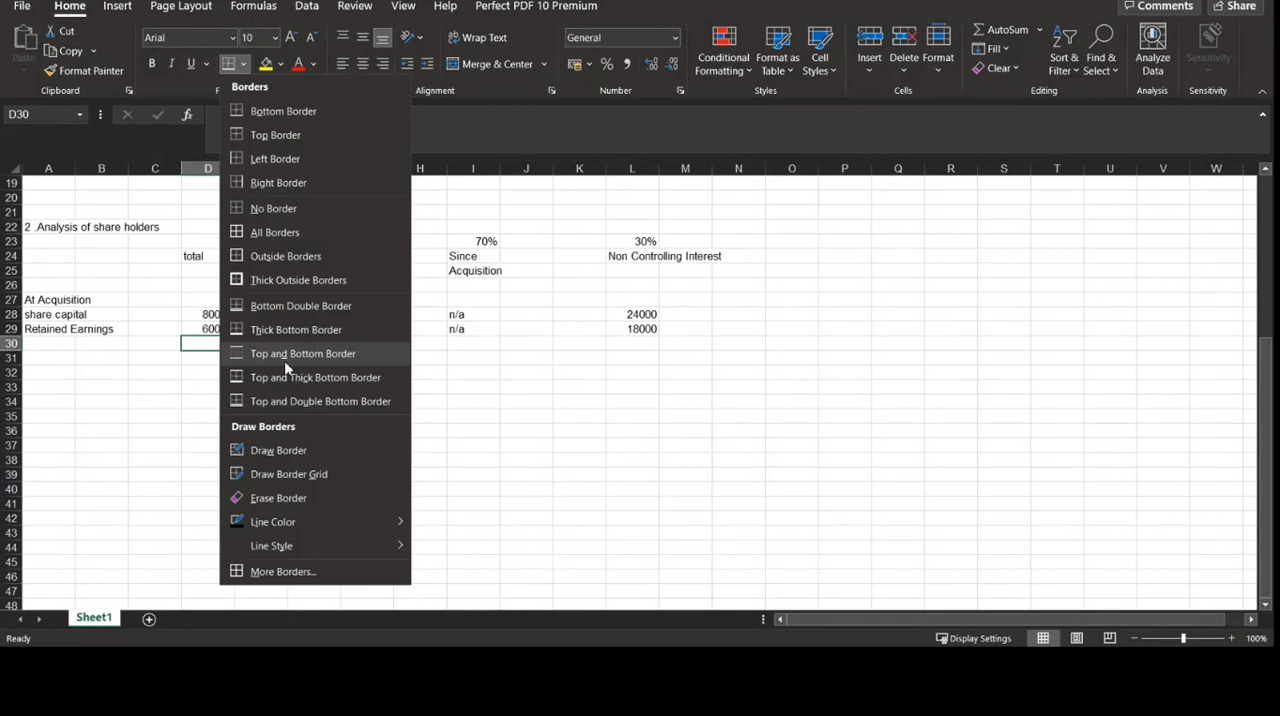 File Home Insert Page Layout Formulas Data Review View Help Perfect PDF 10 Premium Comments Share
Cut
Copy
Format Painter
Paste
Clipboard
Arial 10
B I U
Wrap Text
Merge & Center
Alignment
General
Number
Conditional Formatting
Format as Table
Cell Styles
Styles
Insert Delete Format
Cells
AutoSum
Fill
Clear
Sort & Filter
Find & Select
Editing
Analyze Data
Analysis
Sensitivity
Sensitivity
D30 fx
Borders
Bottom Border
Top Border
Left Border
Right Border
No Border
All Borders
Outside Borders
Thick Outside Borders
Bottom Double Border
Thick Bottom Border
Top and Bottom Border
Top and Thick Bottom Border
Top and Double Bottom Border
Draw Borders
Draw Border
Draw Border Grid
Erase Border
Line Color
Line Style
More Borders...
A B C D H I J K L M N O P Q R S T U V W
19
20
21
22 2 .Analysis of share holders
23 70% 30%
24 total Since Non Controlling Interest
25 Acquisition
26
27 At Acquisition
28 share capital 800 n/a 24000
29 Retained Earnings 600 n/a 18000
30
31
32
33
34
35
36
37
38
39
40
41
42
43
44
45
46
47
48
Sheet1
Ready Display Settings 100%